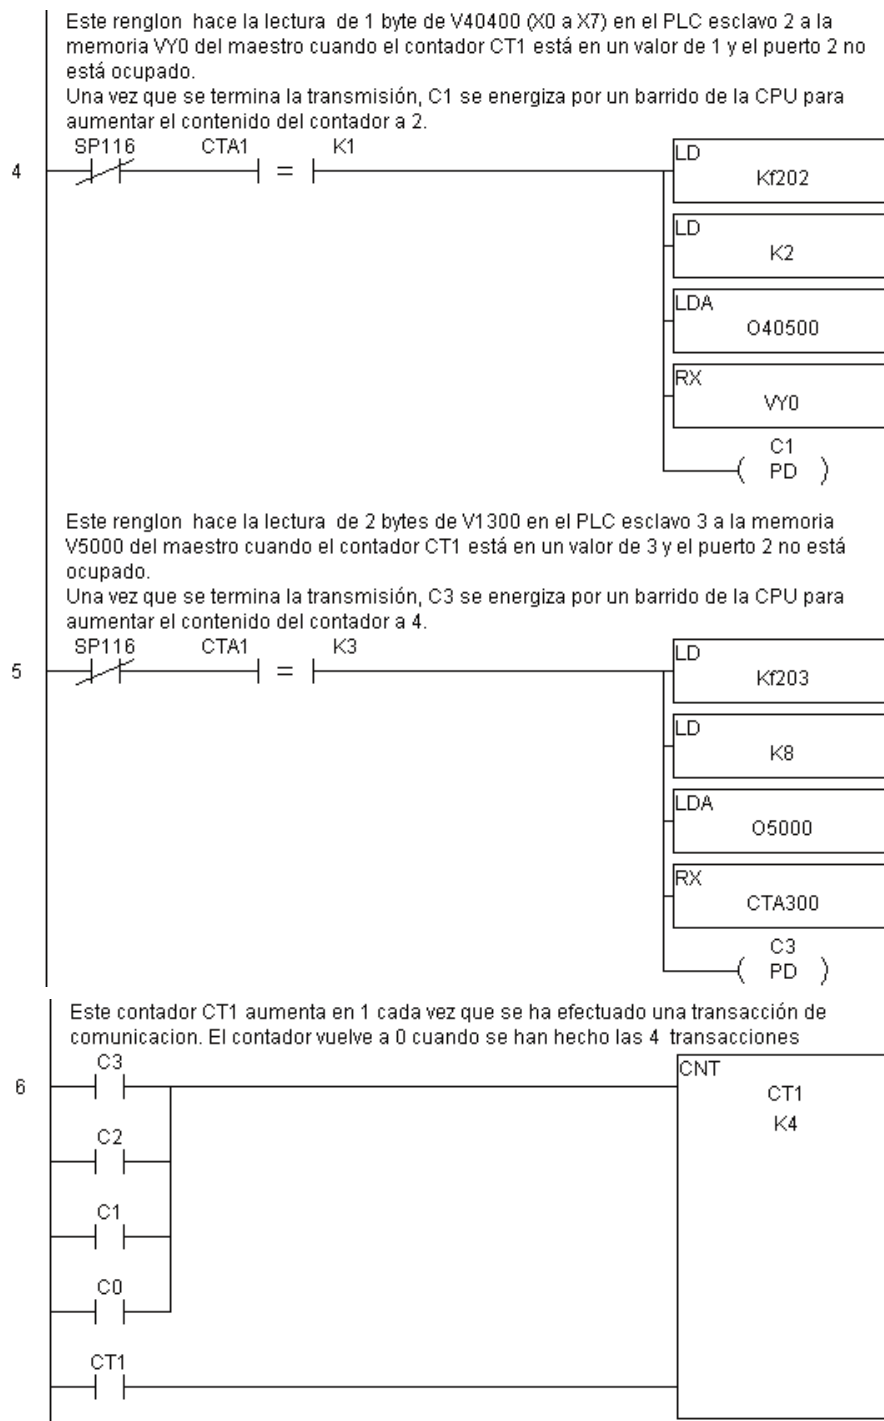 Este renglon hace la lectura de 1 byte de V40400 (X0 a X7) en el PLC esclavo 2 a la
memoria VY0 del maestro cuando el contador CT1 está en un valor de 1 y el puerto 2 no
está ocupado.
Una vez que se termina la transmisión, C1 se energiza por un barrido de la CPU para
aumentar el contenido del contador a 2.
SP116 CTA1 K1
4 = LD
Kf202
LD
K2
LDA
O40500
RX
VY0
C1
( PD )
Este renglon hace la lectura de 2 bytes de V1300 en el PLC esclavo 3 a la memoria
V5000 del maestro cuando el contador CT1 está en un valor de 3 y el puerto 2 no está
ocupado.
Una vez que se termina la transmisión, C3 se energiza por un barrido de la CPU para
aumentar el contenido del contador a 4.
SP116 CTA1 K3
5 = LD
Kf203
LD
K8
LDA
O5000
RX
CTA300
C3
( PD )
Este contador CT1 aumenta en 1 cada vez que se ha efectuado una transacción de
comunicacion. El contador vuelve a 0 cuando se han hecho las 4 transacciones
C3 CNT
6 CT1
K4
C2
C1
C0
CT1